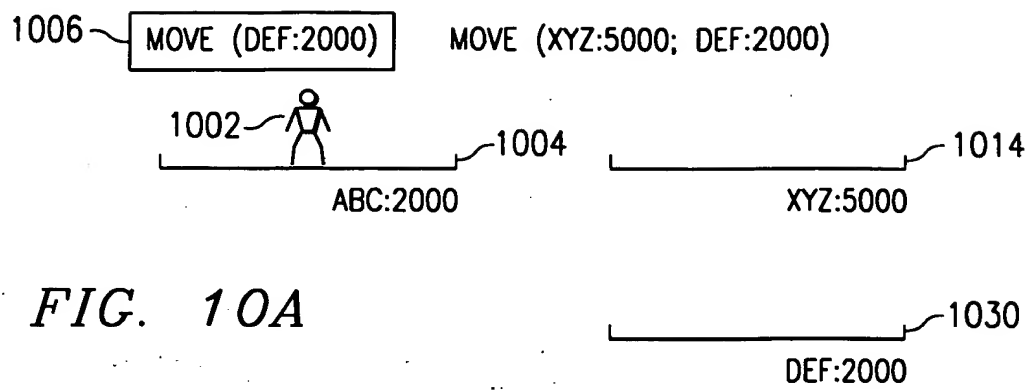 1006 MOVE (DEF:2000) MOVE (XYZ:5000; DEF:2000)
1002 1004 1014
ABC:2000 XYZ:5000
FIG. 10A 1030
DEF:2000